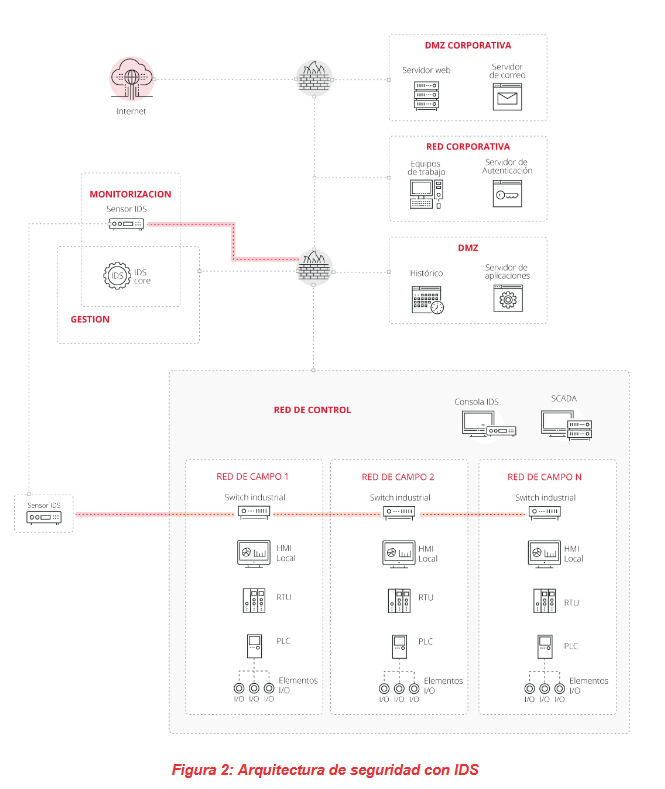 DMZ CORPORATIVA
Servidor web
Servidor
de correo
Internet
RED CORPORATIVA
Equipos
de trabajo
Servidor de
Autenticación
MONITORIZACION
Sensor IDS
IDS
IDS
core
GESTION
DMZ
Histórico
Servidor de
aplicaciones
RED DE CONTROL
Consola IDS
SCADA
RED DE CAMPO 1
Switch industrial
HMI
Local
RTU
PLC
Elementos
I/O
I/O I/O I/O
RED DE CAMPO 2
Switch industrial
HMI
Local
RTU
PLC
Elementos
I/O
I/O I/O I/O
RED DE CAMPO N
Switch industrial
HMI
Local
RTU
PLC
Elementos
I/O
I/O I/O I/O
Sensor IDS
Figura 2: Arquitectura de seguridad con IDS